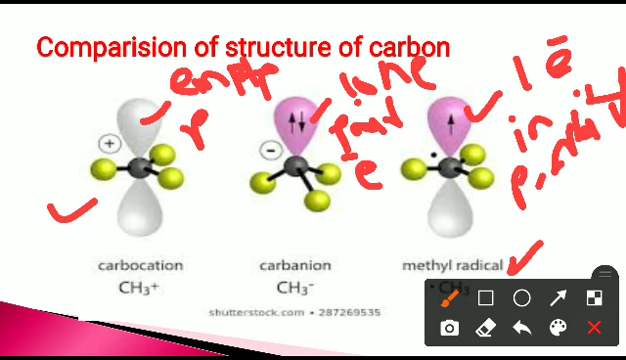 Comparision of structure of carbon
empty
P
lone
pair
e
1 ē
in
p-orbital
+
-
carbocation
carbanion
methyl radical
CH₃⁺
CH₃⁻
• CH₃
shutterstock.com • 287269535